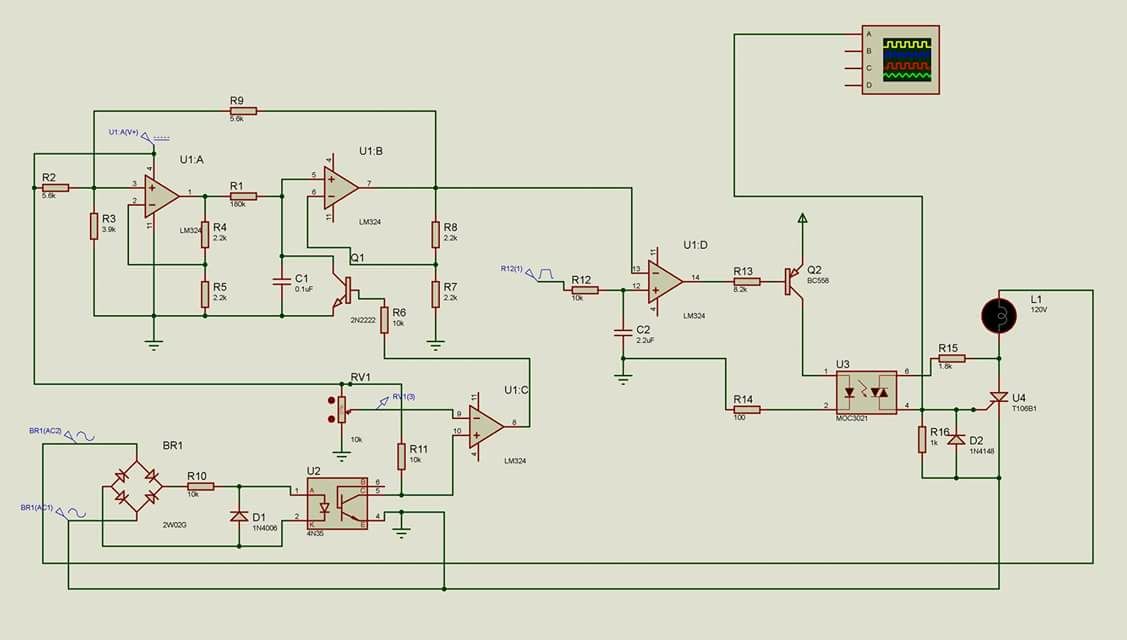 A
B
C
D
R9
5.6k
U1:A(V+)
U1:A
4
3
2
1
11
LM324
R2
5.6k
R3
3.9k
R4
2.2k
R5
2.2k
R1
180k
U1:B
4
5
6
7
11
LM324
C1
0.1uF
Q1
2N2222
R8
2.2k
R7
2.2k
R6
10k
R12(1)
R12
10k
C2
2.2uF
U1:D
11
13
12
14
4
LM324
R13
8.2k
Q2
BC558
R14
100
U3
1
2
6
4
MOC3021
R15
1.8k
L1
120V
U4
T106B1
R16
1k
D2
1N4148
RV1
RV1(3)
10k
U1:C
11
9
10
8
4
LM324
R11
10k
BR1(AC2)
BR1
BR1(AC1)
2W02G
R10
10k
D1
1N4006
U2
1
2
A
K
B
C
E
6
5
4
4N35